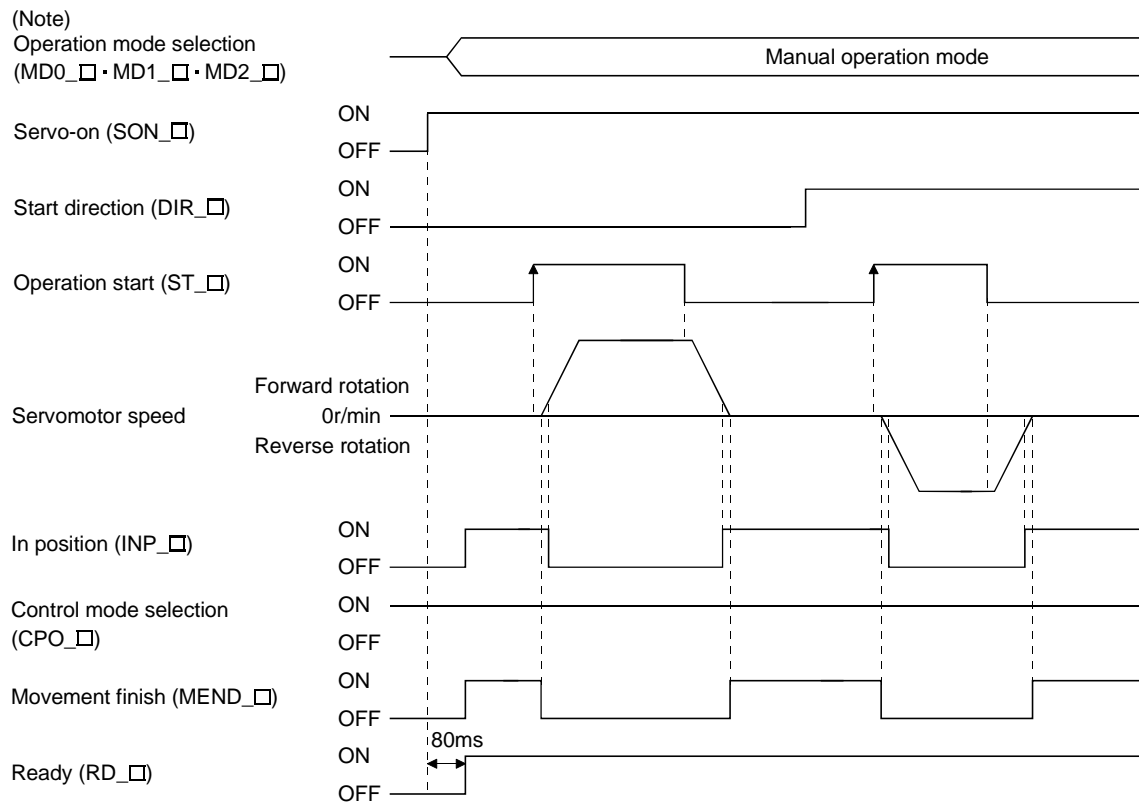 (Note)
Operation mode selection
(MD0_□・MD1_□・MD2_□)
Manual operation mode
Servo-on (SON_□)
ON
OFF
Start direction (DIR_□)
ON
OFF
Operation start (ST_□)
ON
OFF
Servomotor speed
Forward rotation
0r/min
Reverse rotation
In position (INP_□)
ON
OFF
Control mode selection
(CPO_□)
ON
OFF
Movement finish (MEND_□)
ON
OFF
80ms
Ready (RD_□)
ON
OFF